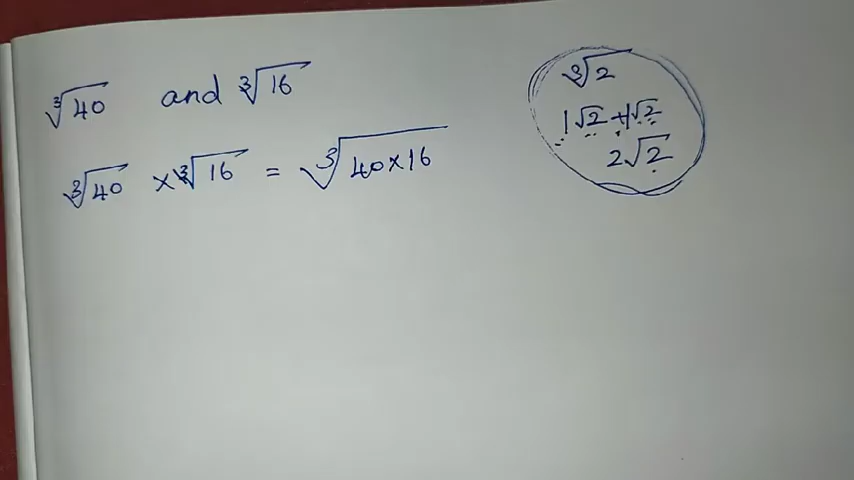 ∛40 and ∛16
∛40 × ∛16 = ∛40×16
∛2
1√2 + 1√2
2√2